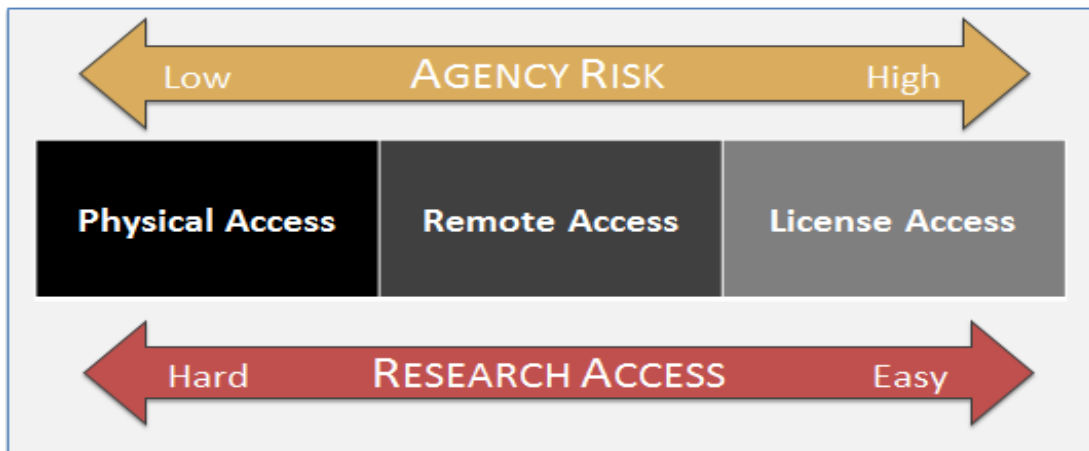 Low AGENCY RISK High
Physical Access Remote Access License Access
Hard RESEARCH ACCESS Easy